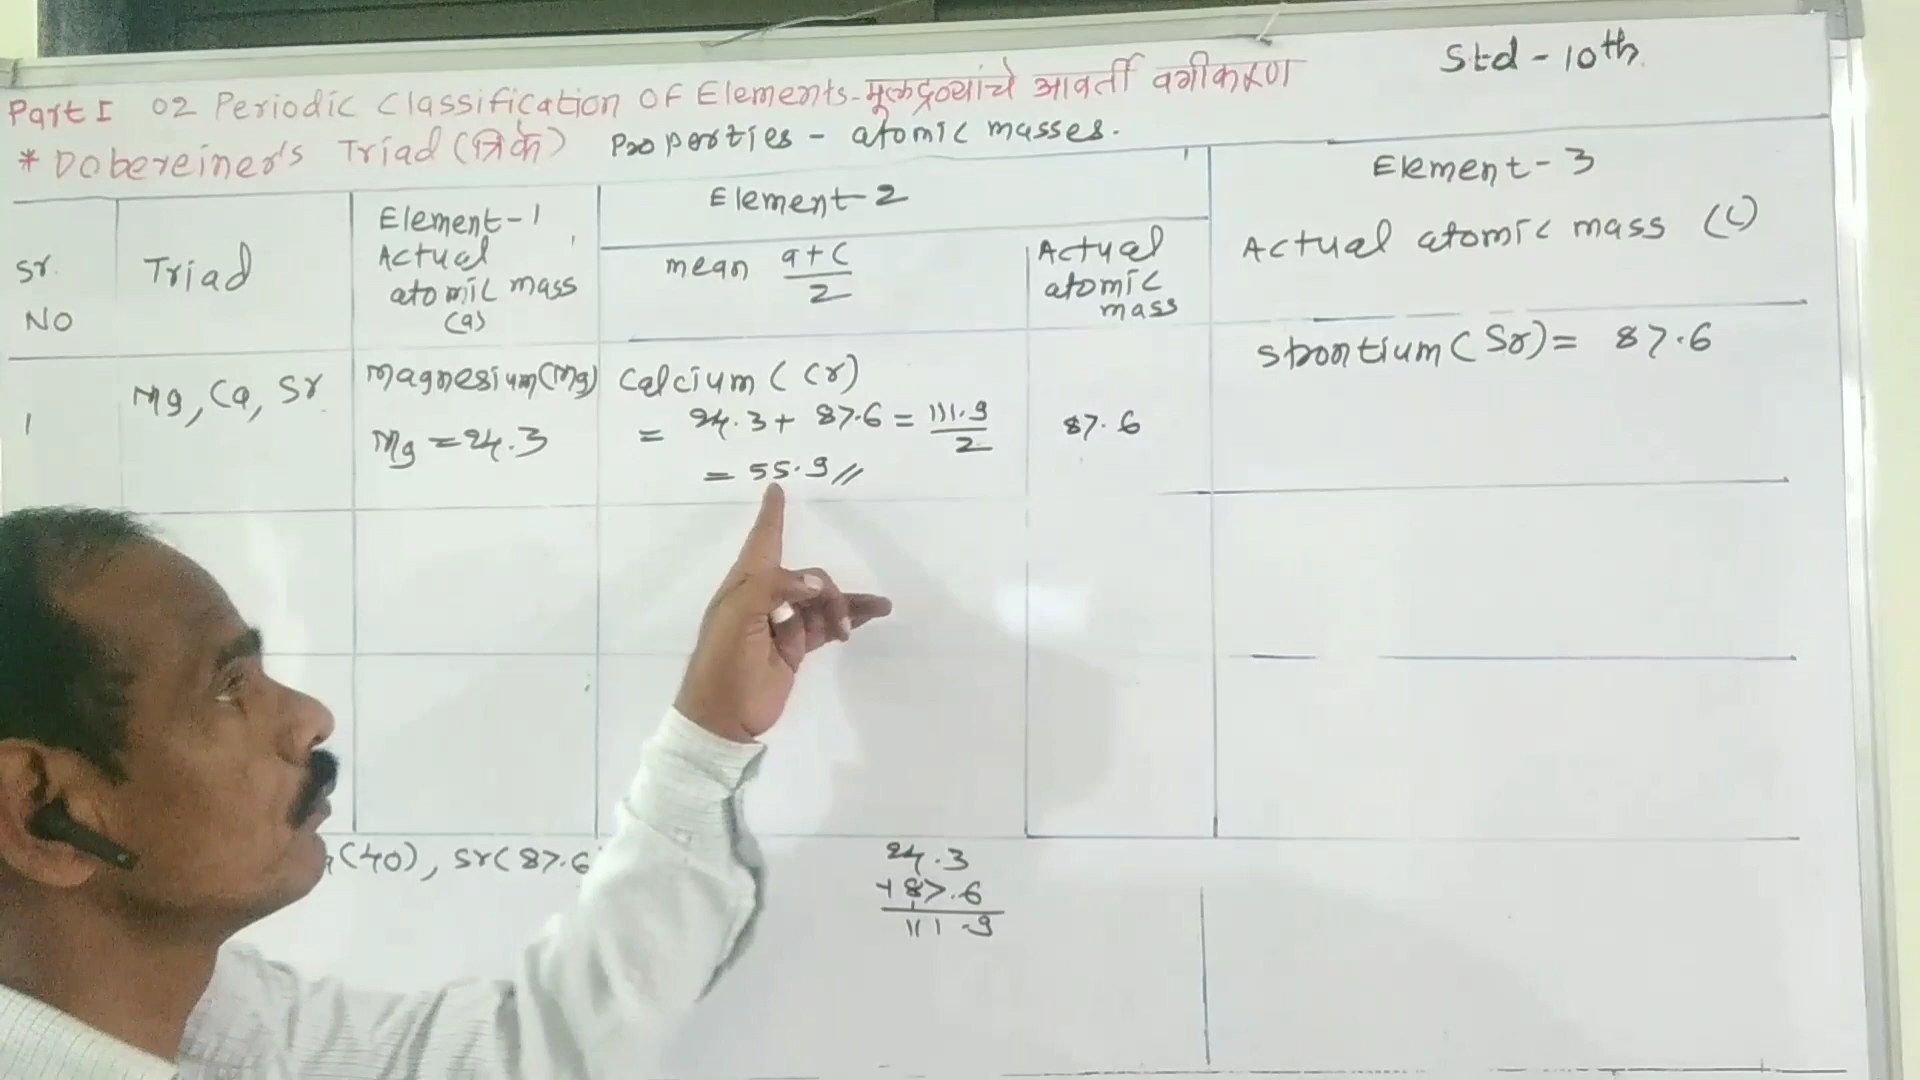 Std - 10th.
Part I 02 Periodic Classification OF Elements - मूलद्रव्यांचे आवर्ती वर्गीकरण
* Dobereiner's Triad (त्रिके) Properties - atomic masses.
Sr. NO
Triad
Element-1
Actual
atomic mass
(a)
Element-2
mean a+c/2
Actual
atomic
mass
Element-3
Actual atomic mass (C)
1
Mg, Ca, Sr
Magnesium(Mg)
Mg = 24.3
Calcium ( Cr)
= 24.3 + 87.6 = 111.9/2
= 55.9 //
87.6
Strontium ( Sr) = 87.6
(40), Sr( 87.6
24.3
+ 87.6
111.9